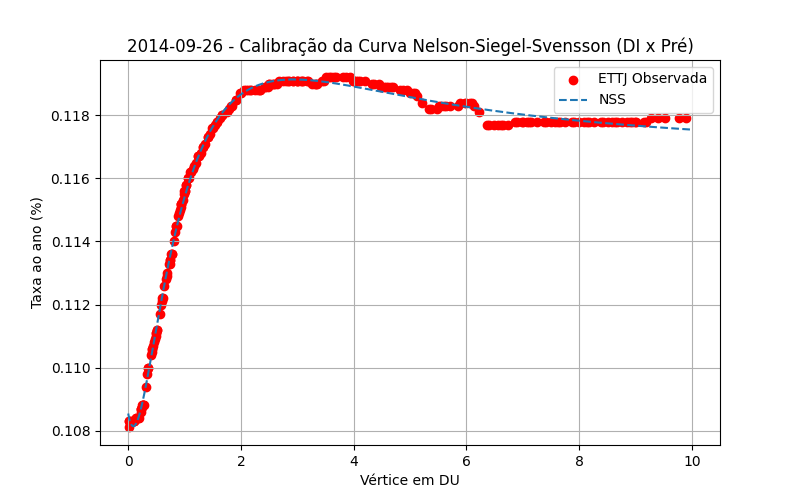 2014-09-26 - Calibração da Curva Nelson-Siegel-Svensson (DI x Pré)
ETTJ Observada
NSS
Taxa ao ano (%)
0.118
0.116
0.114
0.112
0.110
0.108
0 2 4 6 8 10
Vértice em DU